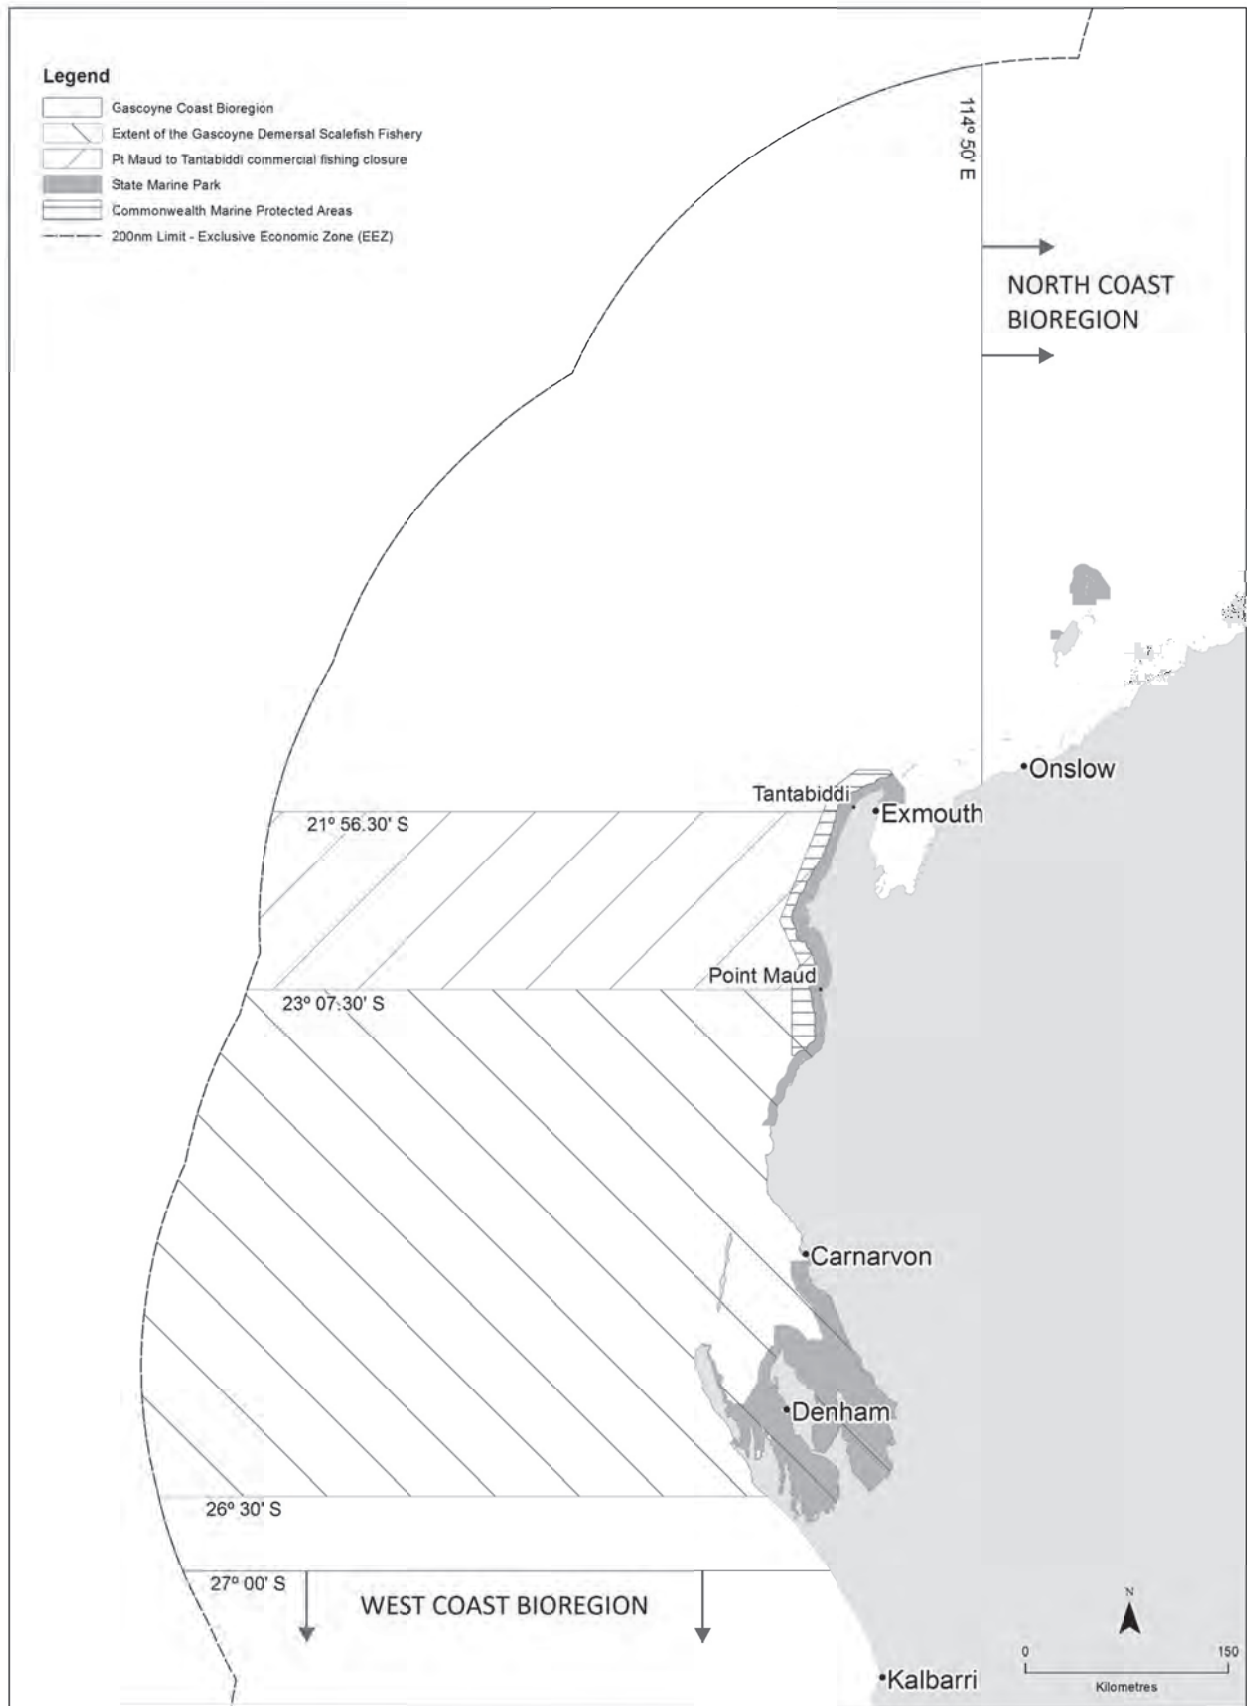 Legend
Gascoyne Coast Bioregion
Extent of the Gascoyne Demersal Scalefish Fishery
Pt Maud to Tantabiddi commercial fishing closure
State Marine Park
Commonwealth Marine Protected Areas
200nm Limit - Exclusive Economic Zone (EEZ)
114° 50' E
NORTH COAST
BIOREGION
Onslow
Tantabiddi
Exmouth
21° 56.30' S
Point Maud
23° 07.30' S
Carnarvon
Denham
26° 30' S
27° 00' S
WEST COAST BIOREGION
N
0 150
Kilometres
Kalbarri